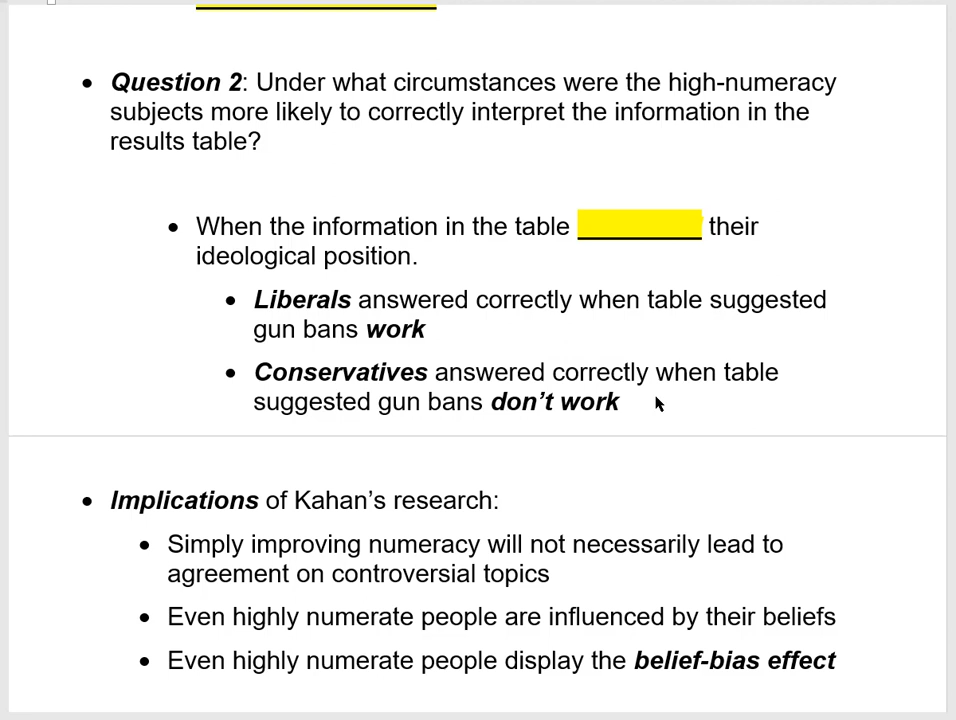 • Question 2: Under what circumstances were the high-numeracy
subjects more likely to correctly interpret the information in the
results table?
• When the information in the table their
ideological position.
• Liberals answered correctly when table suggested
gun bans work
• Conservatives answered correctly when table
suggested gun bans don't work
• Implications of Kahan's research:
• Simply improving numeracy will not necessarily lead to
agreement on controversial topics
• Even highly numerate people are influenced by their beliefs
• Even highly numerate people display the belief-bias effect